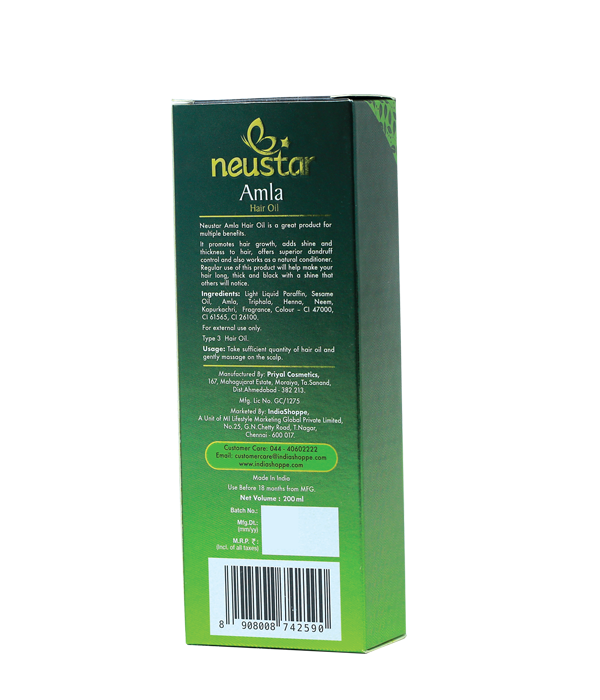 neustar
Amla
Hair Oil
Neustar Amla Hair Oil is a great product for
multiple benefits.
It promotes hair growth, adds shine and
thickness to hair, offers superior dandruff
control and also works as a natural conditioner.
Regular use of this product will help make your
hair long, thick and black with a shine that
others will notice.
Ingredients: Light Liquid Paraffin, Sesame
Oil, Amla, Triphala, Henna, Neem,
Kapurkachri, Fragrance, Colour - CI 47000,
CI 61565, CI 26100.
For external use only.
Type 3 Hair Oil.
Usage: Take sufficient quantity of hair oil and
gently massage on the scalp.
Manufactured By: Priyal Cosmetics,
167, Mahagujarat Estate, Moraiya, Ta.Sanand,
Dist.Ahmedabad - 382 213.
Mfg. Lic No. GC/1275
Marketed By: IndiaShoppe,
A Unit of MI Lifestyle Marketing Global Private Limited,
No.25, G.N.Chetty Road, T.Nagar,
Chennai - 600 017.
Customer Care: 044 - 40602222
Email: customercare@indiashoppe.com
www.indiashoppe.com
Made In India
Use Before 18 months from MFG.
Net Volume : 200 ml
Batch No.:
Mfg.Dt.:
(mm/yy)
M.R.P. ₹ :
(Incl. of all taxes)
8 908008 742590